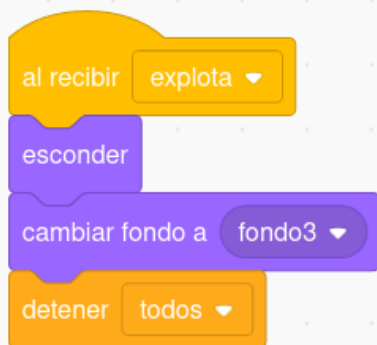 al recibir explota
esconder
cambiar fondo a fondo3
detener todos